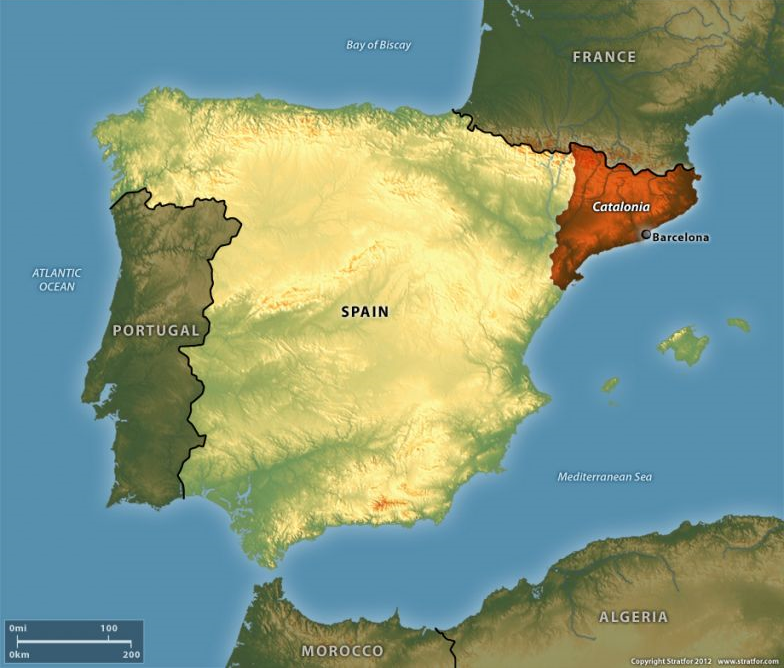 Bay of Biscay
FRANCE
Catalonia
Barcelona
ATLANTIC
OCEAN
SPAIN
PORTUGAL
Mediterranean Sea
ALGERIA
MOROCCO
0mi 100
0km 200
Copyright Stratfor 2012 www.stratfor.com